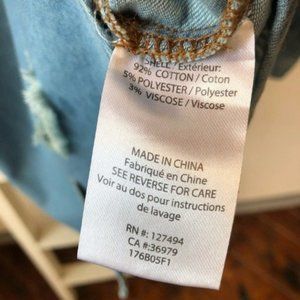 SHELL / Extérieur:
92% COTTON / Coton
5% POLYESTER / Polyester
3% VISCOSE / Viscose
MADE IN CHINA
Fabriqué en Chine
SEE REVERSE FOR CARE
Voir au dos pour instructions
de lavage
RN #: 127494
CA #:36979
176B05F1